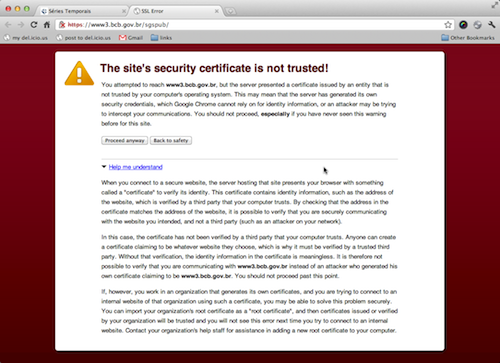 Séries Temporais
SSL Error
https://www3.bcb.gov.br/sgspub/
my del.icio.us
post to del.icio.us
Gmail
links
Other Bookmarks
The site's security certificate is not trusted!
You attempted to reach www3.bcb.gov.br, but the server presented a certificate issued by an entity that is
not trusted by your computer's operating system. This may mean that the server has generated its own
security credentials, which Google Chrome cannot rely on for identity information, or an attacker may be trying
to intercept your communications. You should not proceed, especially if you have never seen this warning
before for this site.
Proceed anyway
Back to safety
Help me understand
When you connect to a secure website, the server hosting that site presents your browser with something
called a "certificate" to verify its identity. This certificate contains identity information, such as the address of
the website, which is verified by a third party that your computer trusts. By checking that the address in the
certificate matches the address of the website, it is possible to verify that you are securely communicating
with the website you intended, and not a third party (such as an attacker on your network).
In this case, the certificate has not been verified by a third party that your computer trusts. Anyone can create
a certificate claiming to be whatever website they choose, which is why it must be verified by a trusted third
party. Without that verification, the identity information in the certificate is meaningless. It is therefore not
possible to verify that you are communicating with www3.bcb.gov.br instead of an attacker who generated his
own certificate claiming to be www3.bcb.gov.br. You should not proceed past this point.
If, however, you work in an organization that generates its own certificates, and you are trying to connect to an
internal website of that organization using such a certificate, you may be able to solve this problem securely.
You can import your organization's root certificate as a "root certificate", and then certificates issued or verified
by your organization will be trusted and you will not see this error next time you try to connect to an internal
website. Contact your organization's help staff for assistance in adding a new root certificate to your computer.